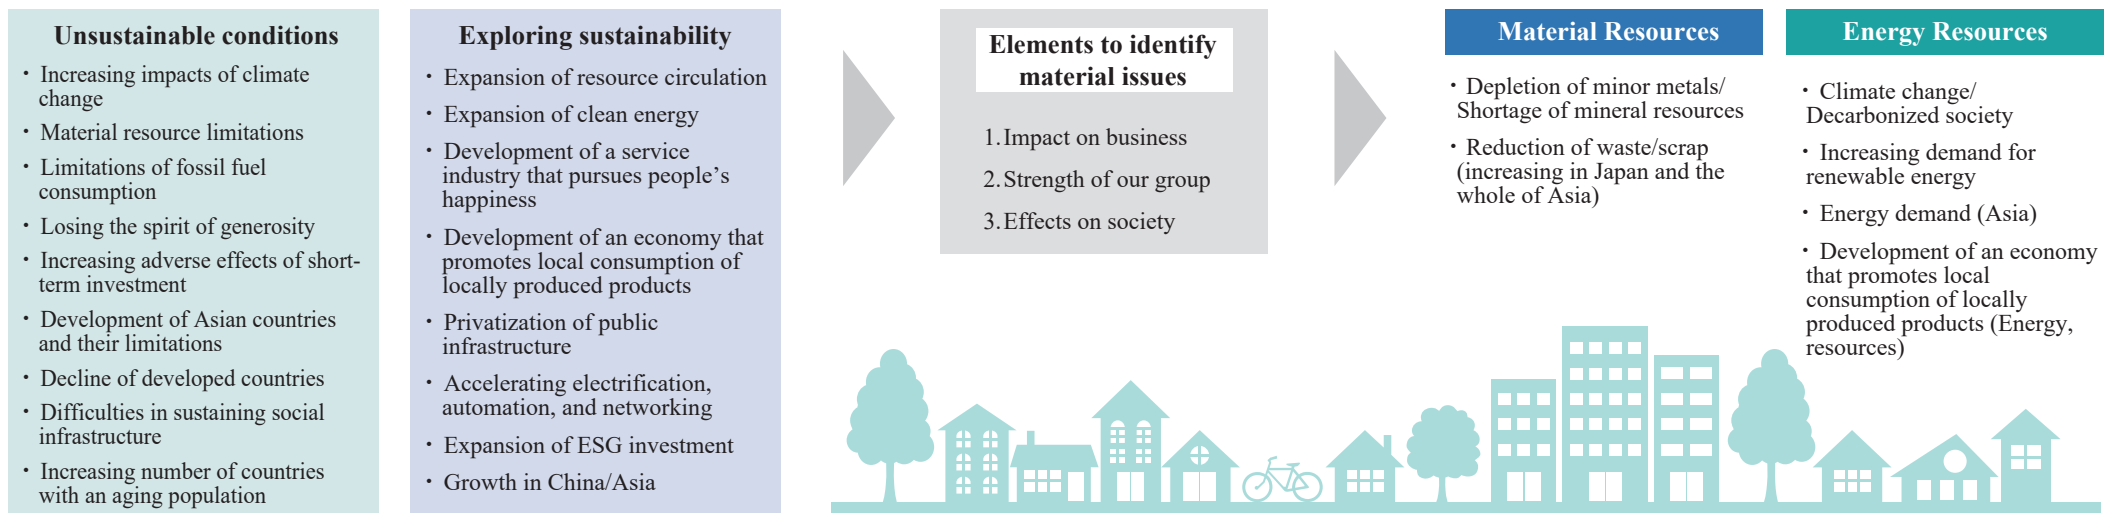 Unsustainable conditions
・ Increasing impacts of climate
change
・ Material resource limitations
・ Limitations of fossil fuel
consumption
・ Losing the spirit of generosity
・ Increasing adverse effects of short-
term investment
・ Development of Asian countries
and their limitations
・ Decline of developed countries
・ Difficulties in sustaining social
infrastructure
・ Increasing number of countries
with an aging population
Exploring sustainability
・ Expansion of resource circulation
・ Expansion of clean energy
・ Development of a service
industry that pursues people’s
happiness
・ Development of an economy that
promotes local consumption of
locally produced products
・ Privatization of public
infrastructure
・ Accelerating electrification,
automation, and networking
・ Expansion of ESG investment
・ Growth in China/Asia
Elements to identify
material issues
1. Impact on business
2. Strength of our group
3. Effects on society
Material Resources
・ Depletion of minor metals/
Shortage of mineral resources
・ Reduction of waste/scrap
(increasing in Japan and the
whole of Asia)
Energy Resources
・ Climate change/
Decarbonized society
・ Increasing demand for
renewable energy
・ Energy demand (Asia)
・ Development of an economy
that promotes local
consumption of locally
produced products (Energy,
resources)